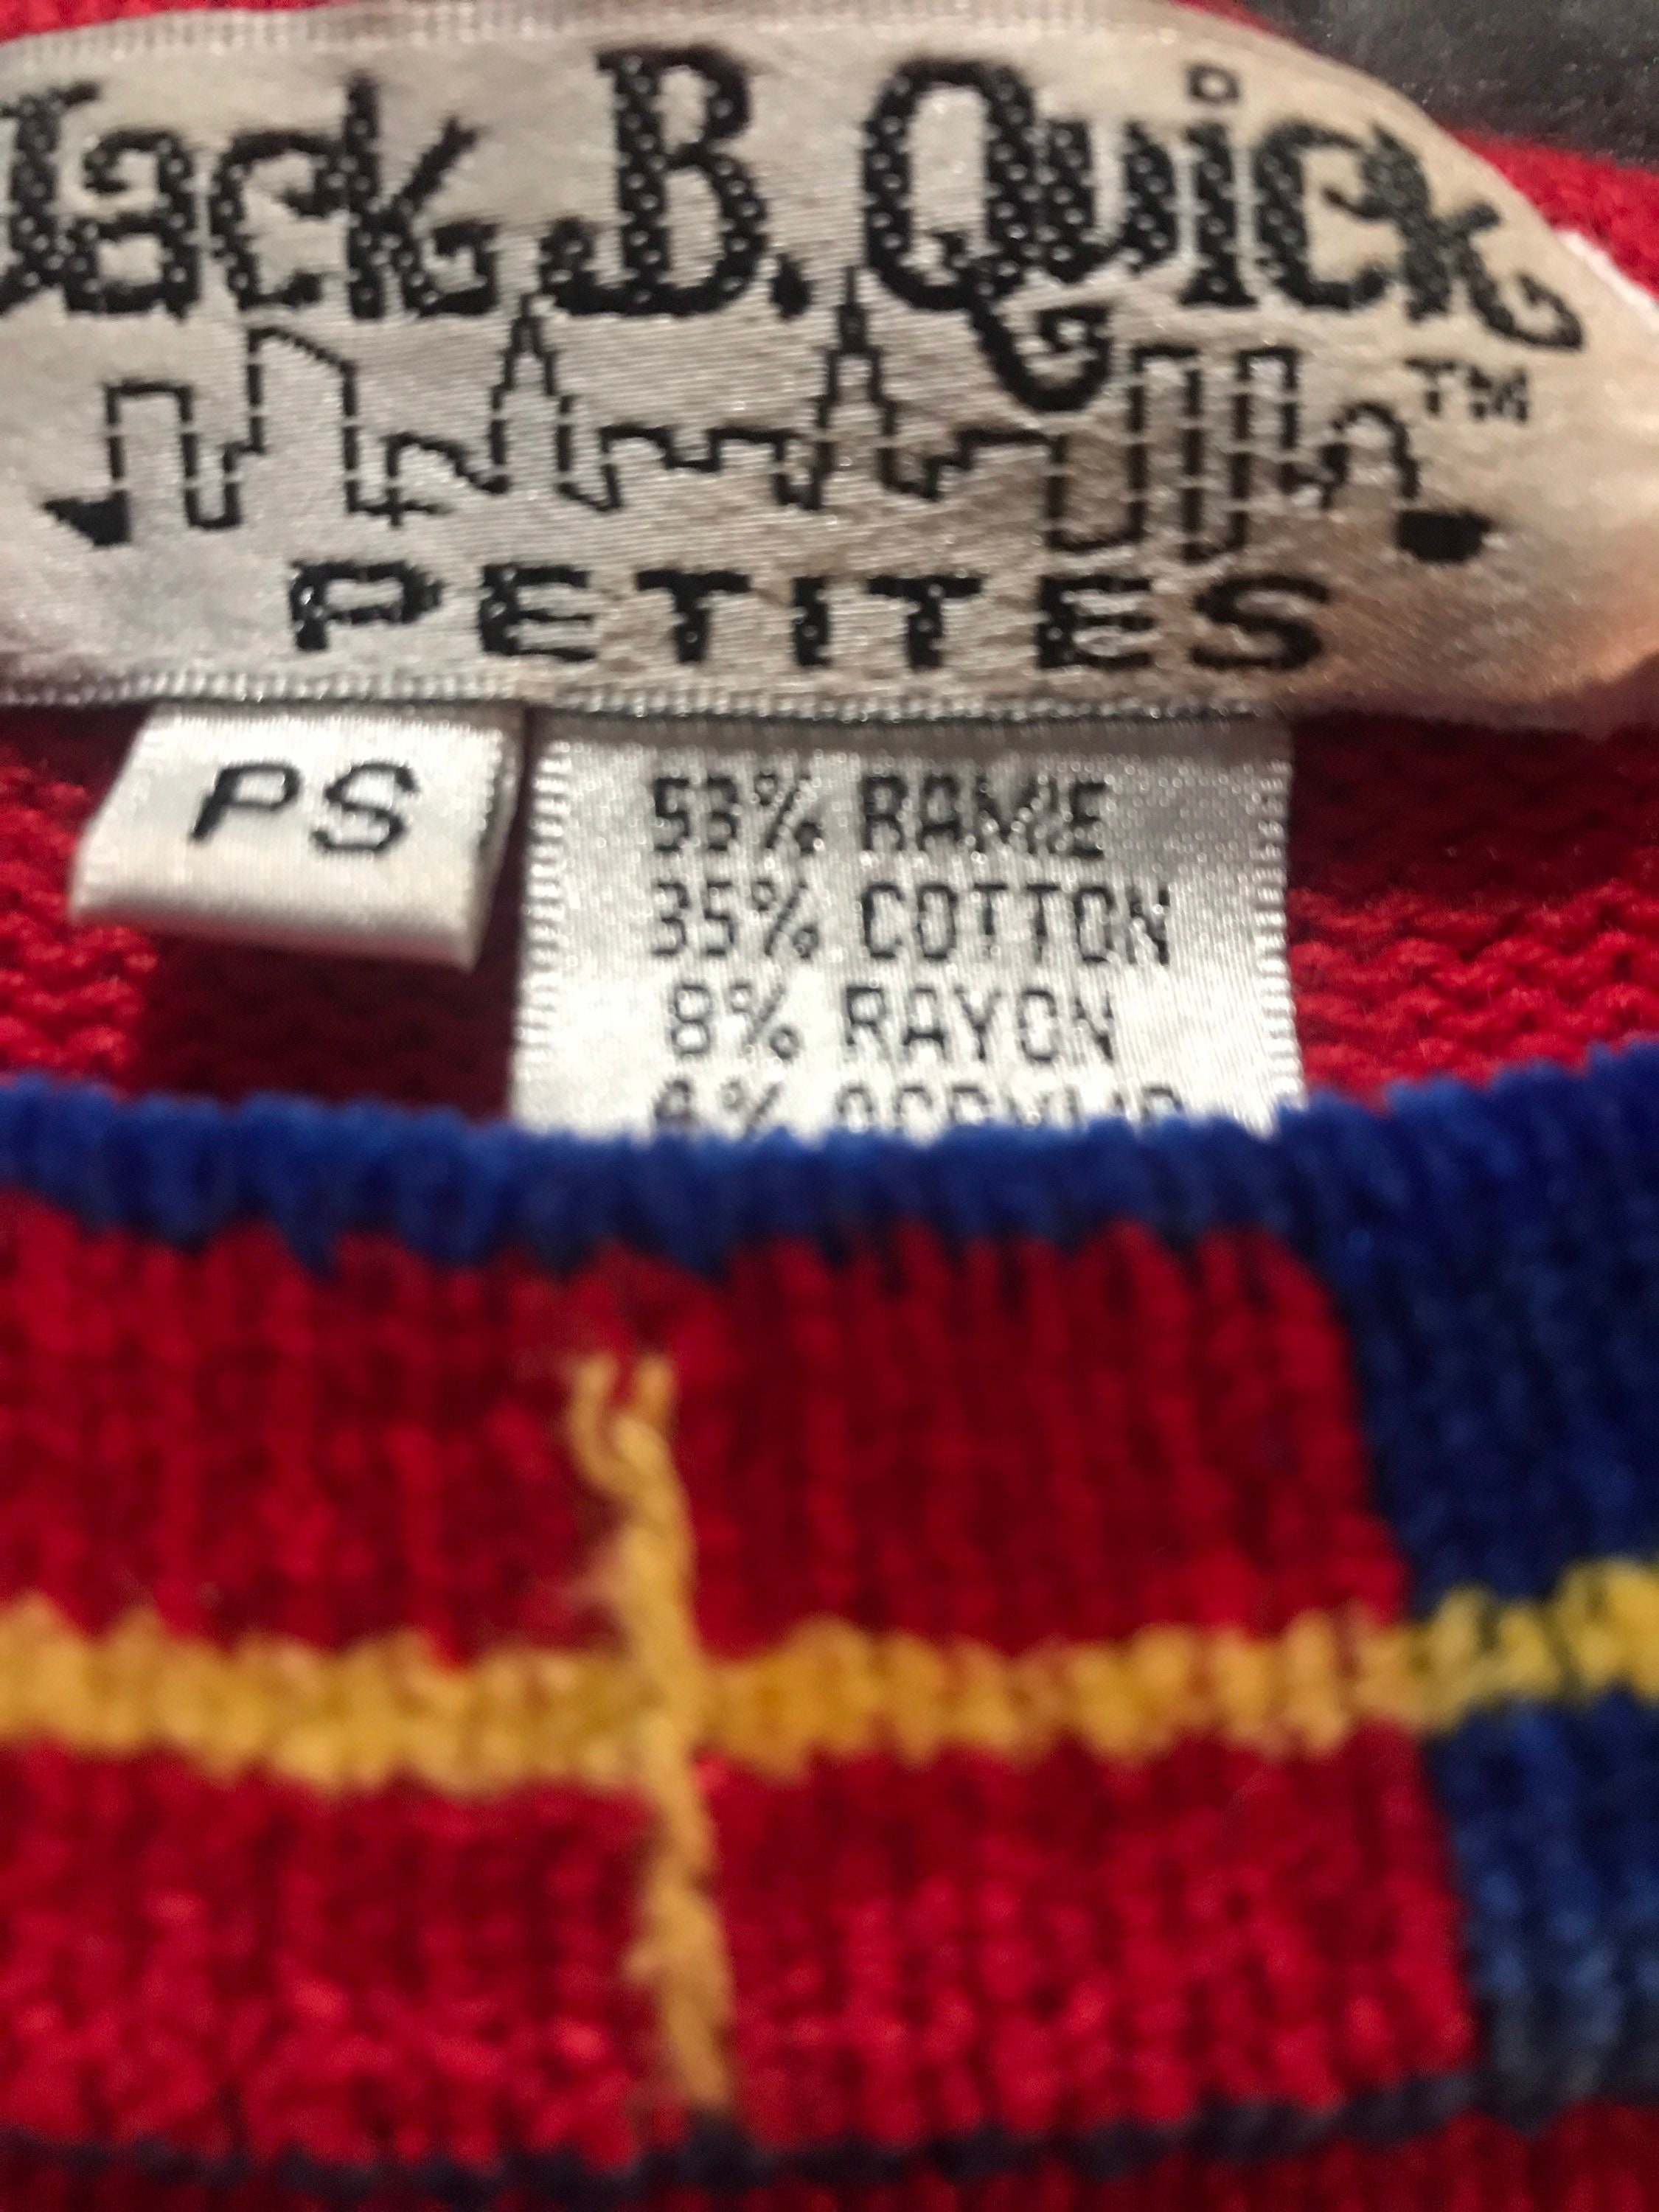 Jack B. Quick
TM
PETITES
PS
53% RAMIE
35% COTTON
8% RAYON